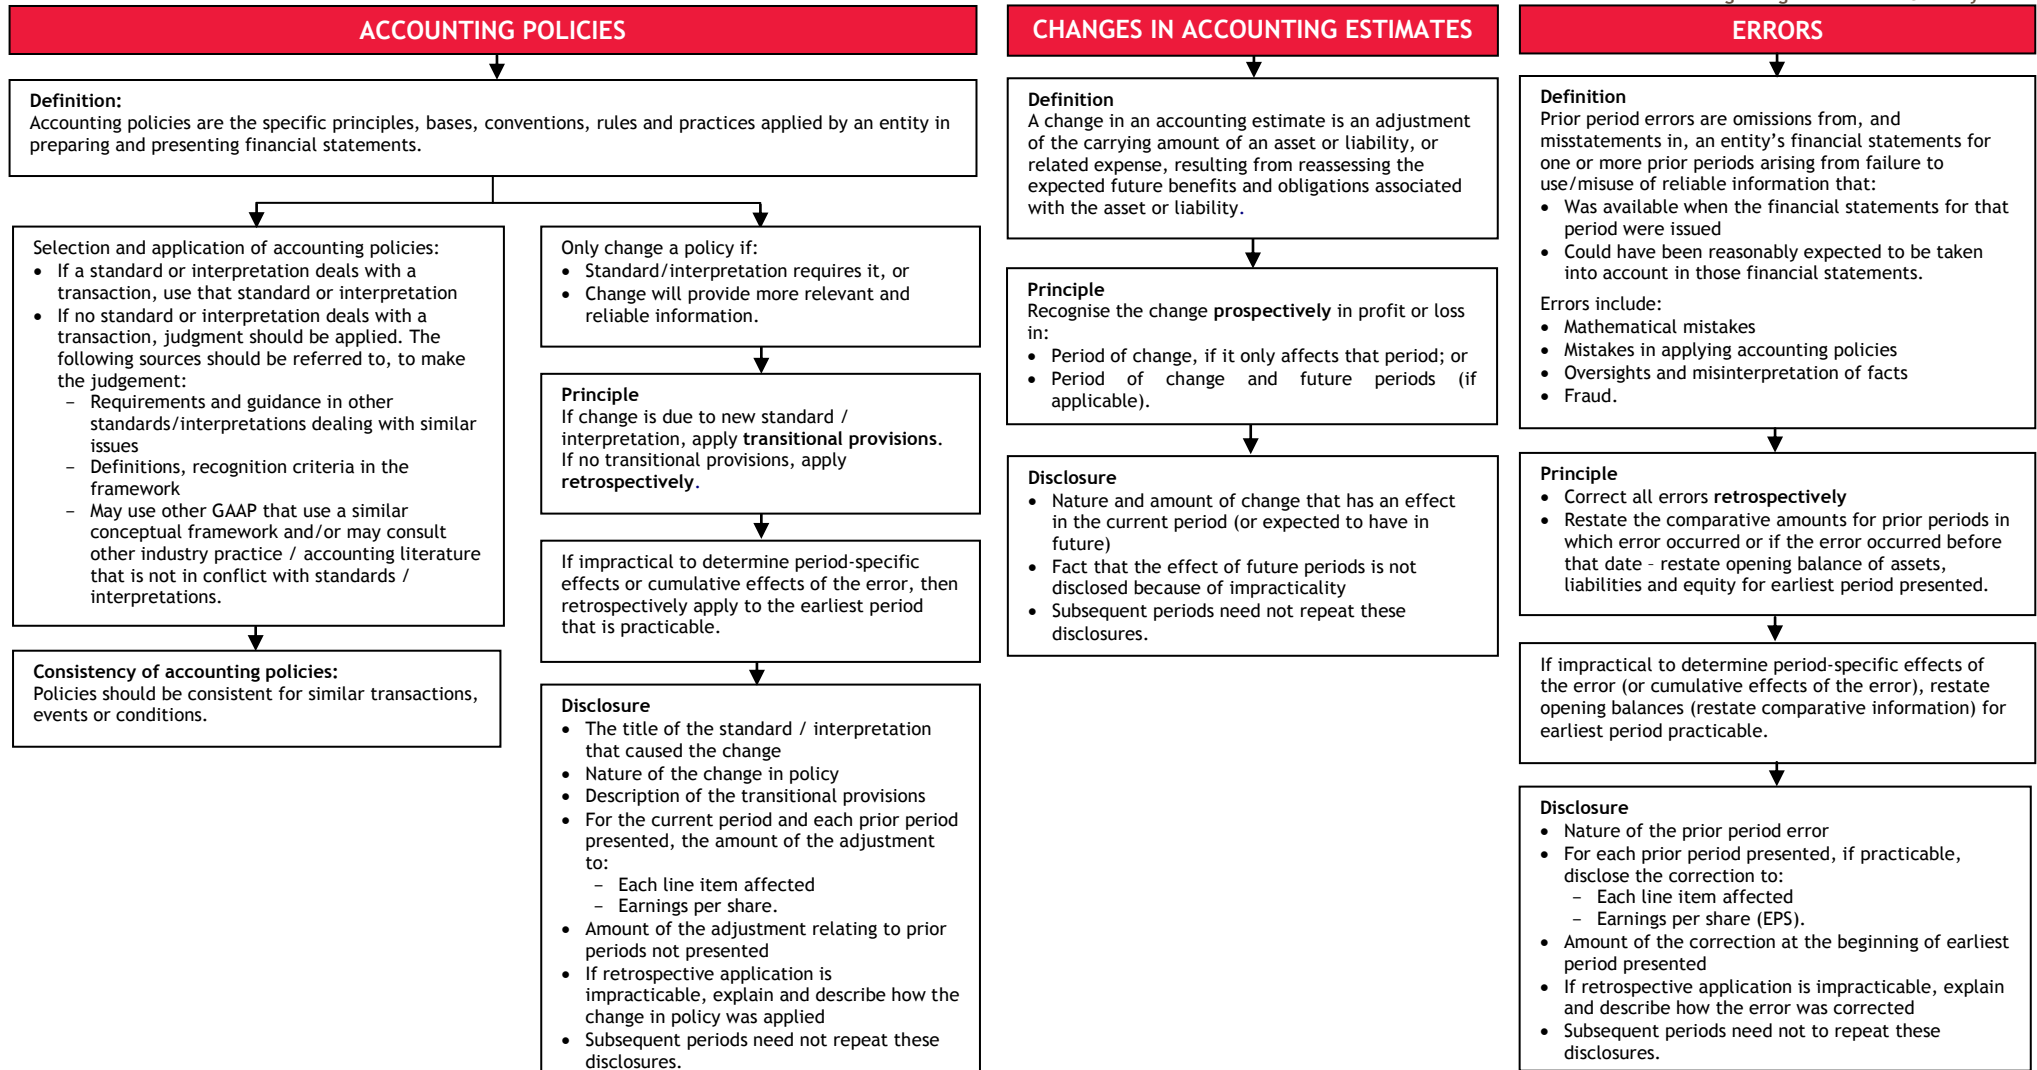 ACCOUNTING POLICIES
Definition:
Accounting policies are the specific principles, bases, conventions, rules and practices applied by an entity in
preparing and presenting financial statements.
Selection and application of accounting policies:
• If a standard or interpretation deals with a
transaction, use that standard or interpretation
• If no standard or interpretation deals with a
transaction, judgment should be applied. The
following sources should be referred to, to make
the judgement:
– Requirements and guidance in other
standards/interpretations dealing with similar
issues
– Definitions, recognition criteria in the
framework
– May use other GAAP that use a similar
conceptual framework and/or may consult
other industry practice / accounting literature
that is not in conflict with standards /
interpretations.
Consistency of accounting policies:
Policies should be consistent for similar transactions,
events or conditions.
Only change a policy if:
• Standard/interpretation requires it, or
• Change will provide more relevant and
reliable information.
Principle
If change is due to new standard /
interpretation, apply transitional provisions.
If no transitional provisions, apply
retrospectively.
If impractical to determine period-specific
effects or cumulative effects of the error, then
retrospectively apply to the earliest period
that is practicable.
Disclosure
• The title of the standard / interpretation
that caused the change
• Nature of the change in policy
• Description of the transitional provisions
• For the current period and each prior period
presented, the amount of the adjustment
to:
– Each line item affected
– Earnings per share.
• Amount of the adjustment relating to prior
periods not presented
• If retrospective application is
impracticable, explain and describe how the
change in policy was applied
• Subsequent periods need not repeat these
disclosures.
CHANGES IN ACCOUNTING ESTIMATES
Definition
A change in an accounting estimate is an adjustment
of the carrying amount of an asset or liability, or
related expense, resulting from reassessing the
expected future benefits and obligations associated
with the asset or liability.
Principle
Recognise the change prospectively in profit or loss
in:
• Period of change, if it only affects that period; or
• Period of change and future periods (if
applicable).
Disclosure
• Nature and amount of change that has an effect
in the current period (or expected to have in
future)
• Fact that the effect of future periods is not
disclosed because of impracticality
• Subsequent periods need not repeat these
disclosures.
ERRORS
Definition
Prior period errors are omissions from, and
misstatements in, an entity’s financial statements for
one or more prior periods arising from failure to
use/misuse of reliable information that:
• Was available when the financial statements for that
period were issued
• Could have been reasonably expected to be taken
into account in those financial statements.
Errors include:
• Mathematical mistakes
• Mistakes in applying accounting policies
• Oversights and misinterpretation of facts
• Fraud.
Principle
• Correct all errors retrospectively
• Restate the comparative amounts for prior periods in
which error occurred or if the error occurred before
that date – restate opening balance of assets,
liabilities and equity for earliest period presented.
If impractical to determine period-specific effects of
the error (or cumulative effects of the error), restate
opening balances (restate comparative information) for
earliest period practicable.
Disclosure
• Nature of the prior period error
• For each prior period presented, if practicable,
disclose the correction to:
– Each line item affected
– Earnings per share (EPS).
• Amount of the correction at the beginning of earliest
period presented
• If retrospective application is impracticable, explain
and describe how the error was corrected
• Subsequent periods need not to repeat these
disclosures.